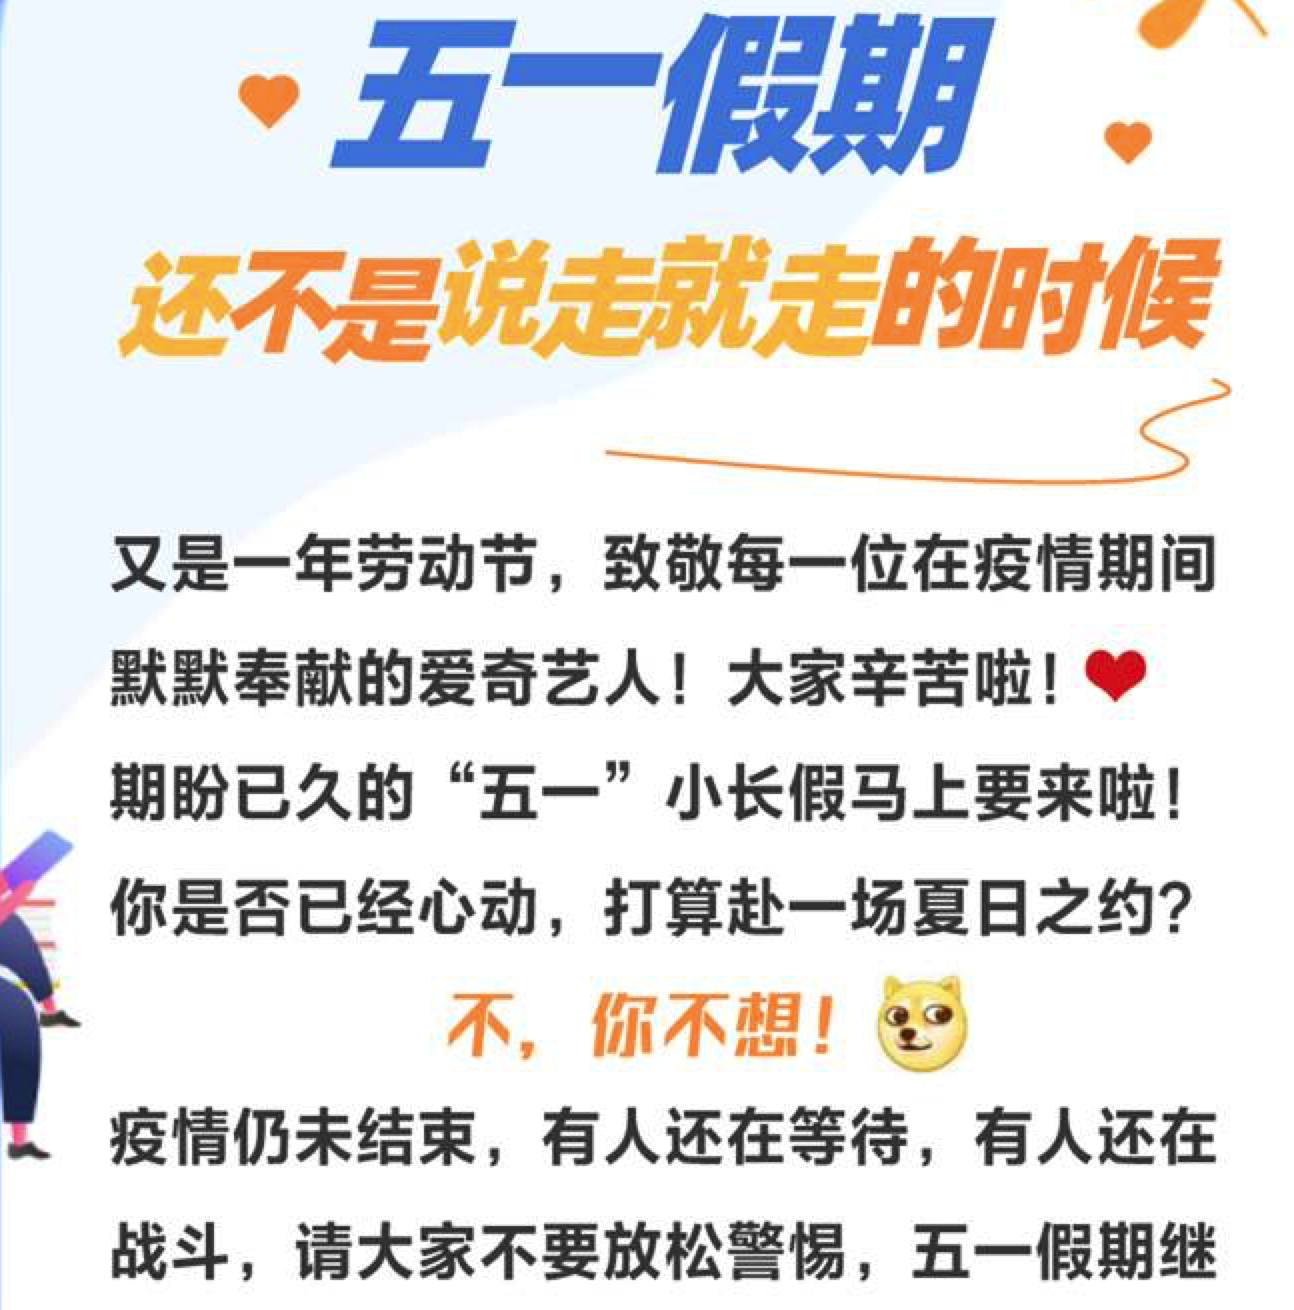 五一假期
还不是说走就走的时候
又是一年劳动节，致敬每一位在疫情期间
默默奉献的爱奇艺人！大家辛苦啦！❤
期盼已久的“五一”小长假马上要来啦！
你是否已经心动，打算赴一场夏日之约？
不，你不想！
疫情仍未结束，有人还在等待，有人还在
战斗，请大家不要放松警惕，五一假期继